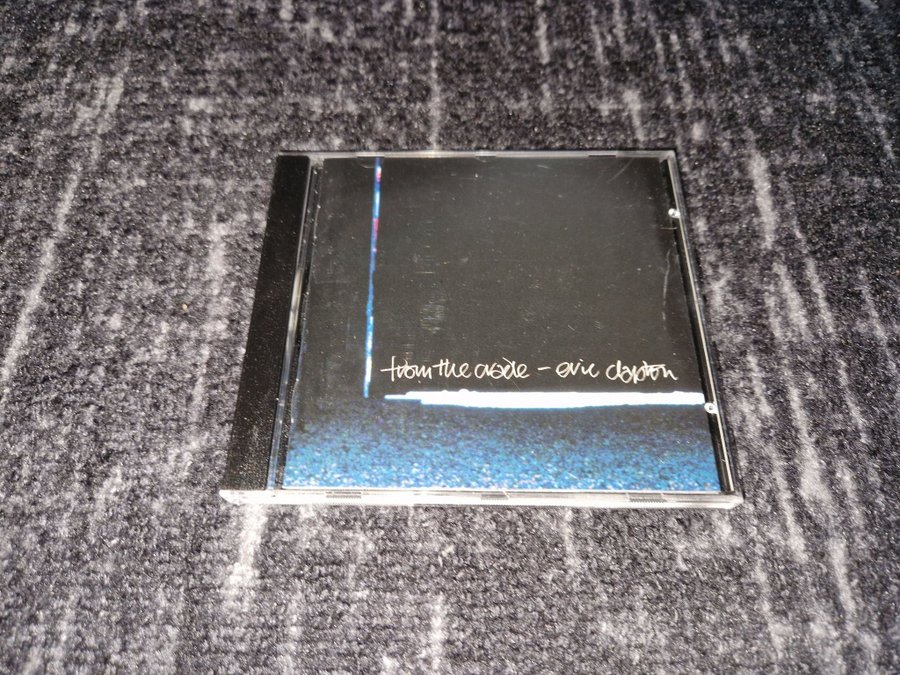 from the cradle - eric clapton